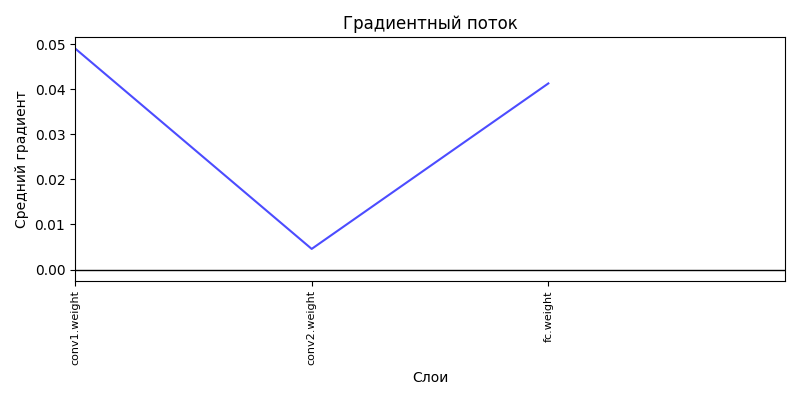 Градиентный поток
Средний градиент
0.05
0.04
0.03
0.02
0.01
0.00
conv1.weight
conv2.weight
fc.weight
Слои